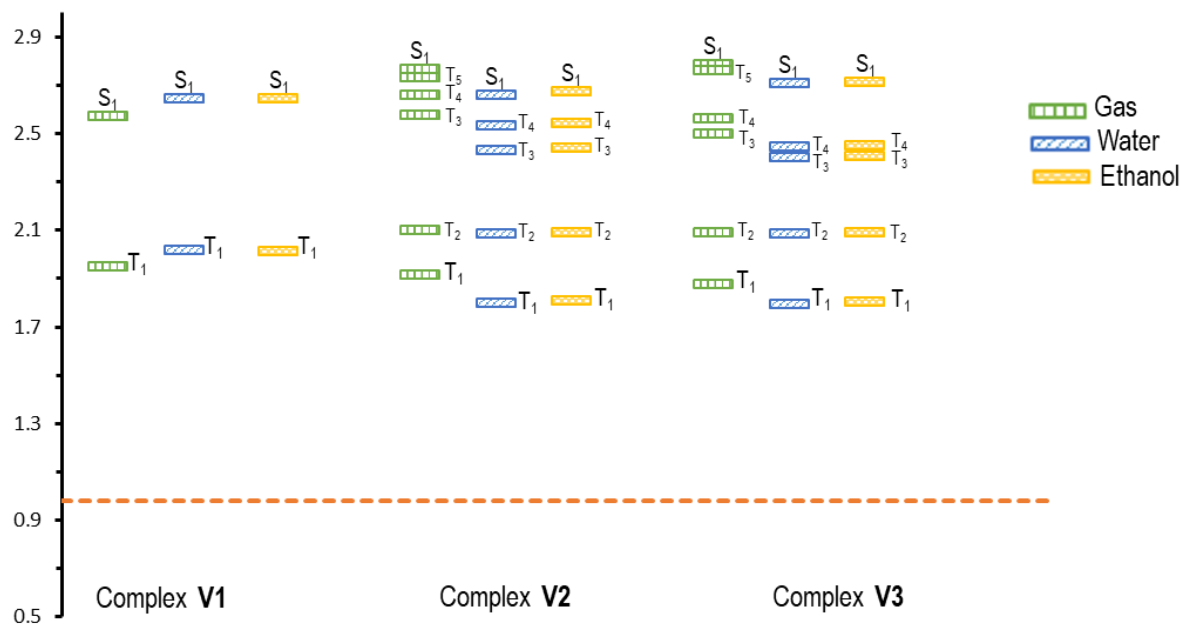 2.9
2.5
2.1
1.7
1.3
0.9
0.5
S1
T1
S1
T1
S1
T1
S1
T5
T4
T3
T2
T1
S1
T4
T3
T2
T1
S1
T4
T3
T2
T1
S1
T5
T4
T3
T2
T1
S1
T4
T3
T2
T1
S1
T4
T3
T2
T1
Gas
Water
Ethanol
Complex V1
Complex V2
Complex V3